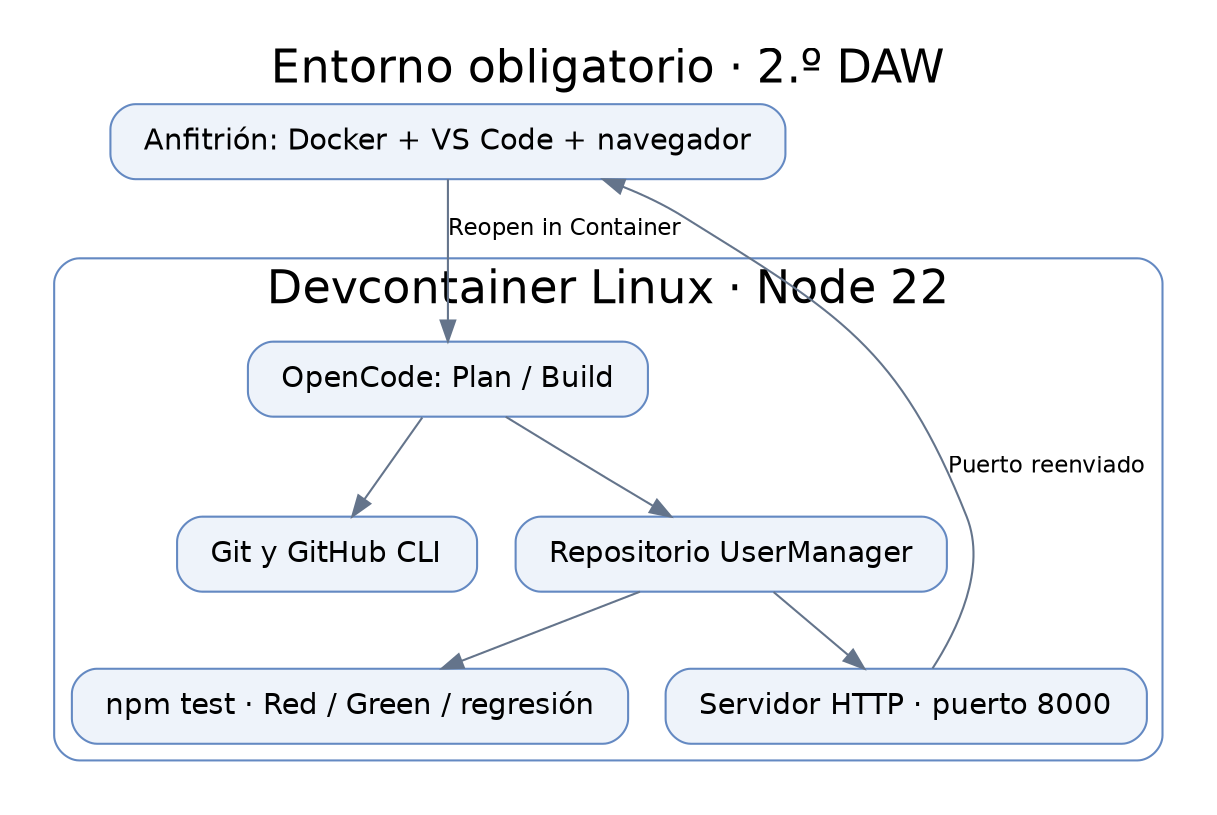 Entorno obligatorio · 2.º DAW
Anfitrión: Docker + VS Code + navegador
Reopen in Container
Devcontainer Linux · Node 22
OpenCode: Plan / Build
Puerto reenviado
Git y GitHub CLI
Repositorio UserManager
npm test · Red / Green / regresión
Servidor HTTP · puerto 8000